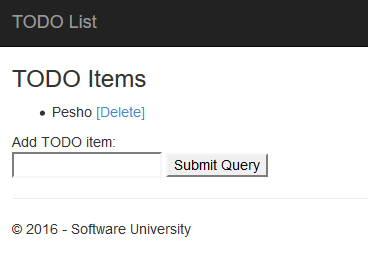 TODO List
TODO Items
Pesho [Delete]
Add TODO item:
Submit Query
© 2016 - Software University